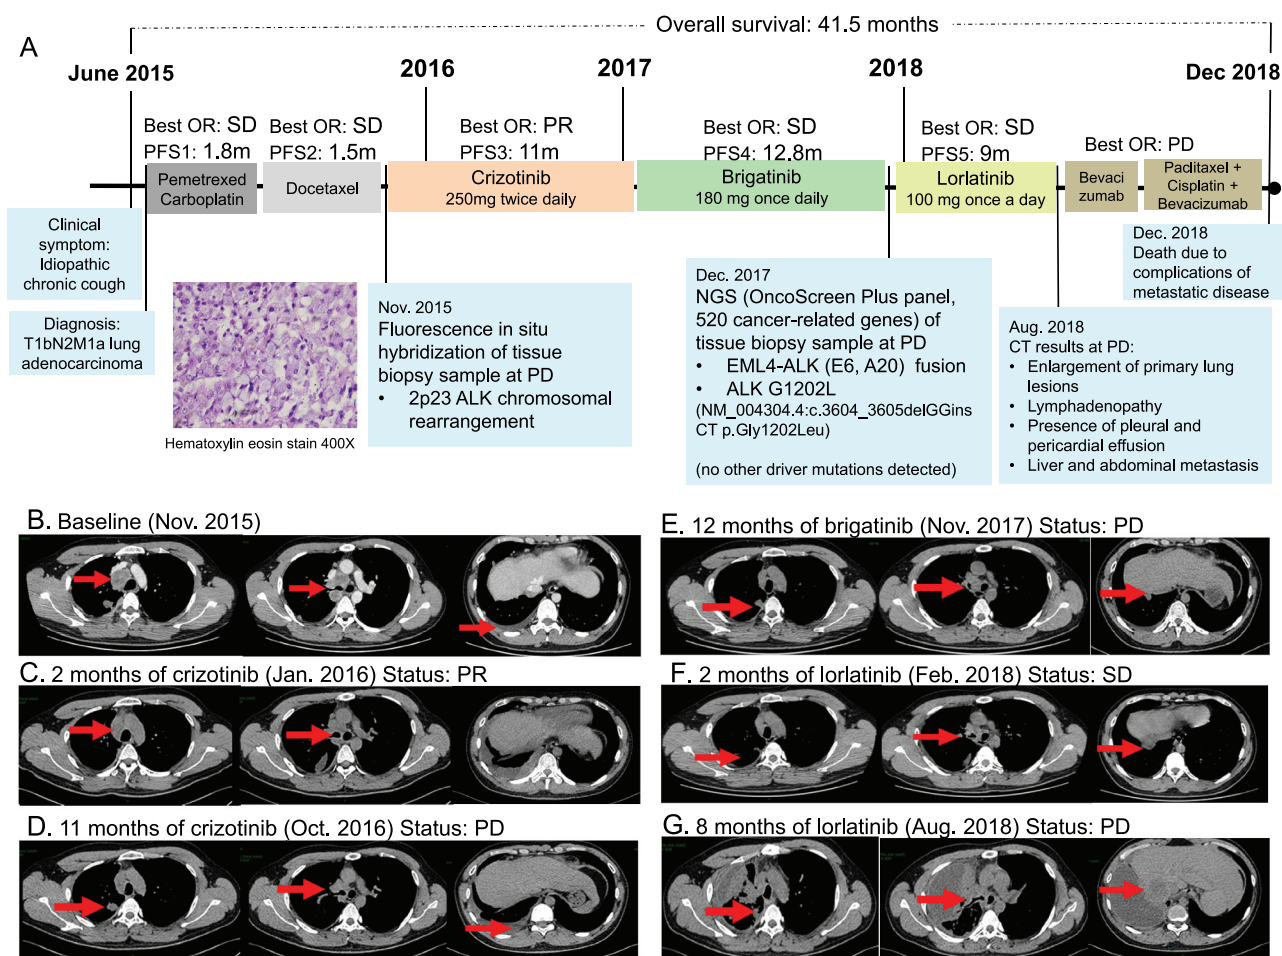 Overall survival: 41.5 months
A
June 2015
2016
2017
2018
Dec 2018
Best OR: SD
PFS1: 1.8m
Best OR: SD
PFS2: 1.5m
Best OR: PR
PFS3: 11m
Best OR: SD
PFS4: 12.8m
Best OR: SD
PFS5: 9m
Best OR: PD
Pemetrexed
Carboplatin
Docetaxel
Crizotinib
250mg twice daily
Brigatinib
180 mg once daily
Lorlatinib
100 mg once a day
Bevaci
zumab
Paclitaxel +
Cisplatin +
Bevacizumab
Clinical
symptom:
Idiopathic
chronic cough
Diagnosis:
T1bN2M1a lung
adenocarcinoma
Hematoxylin eosin stain 400X
Nov. 2015
Fluorescence in situ
hybridization of tissue
biopsy sample at PD
• 2p23 ALK chromosomal
rearrangement
Dec. 2017
NGS (OncoScreen Plus panel,
520 cancer-related genes) of
tissue biopsy sample at PD
• EML4-ALK (E6, A20) fusion
• ALK G1202L
(NM_004304.4:c.3604_3605delGGins
CT p.Gly1202Leu)
(no other driver mutations detected)
Aug. 2018
CT results at PD:
• Enlargement of primary lung
lesions
• Lymphadenopathy
• Presence of pleural and
pericardial effusion
• Liver and abdominal metastasis
Dec. 2018
Death due to
complications of
metastatic disease
B. Baseline (Nov. 2015)
C. 2 months of crizotinib (Jan. 2016) Status: PR
D. 11 months of crizotinib (Oct. 2016) Status: PD
E. 12 months of brigatinib (Nov. 2017) Status: PD
F. 2 months of lorlatinib (Feb. 2018) Status: SD
G. 8 months of lorlatinib (Aug. 2018) Status: PD